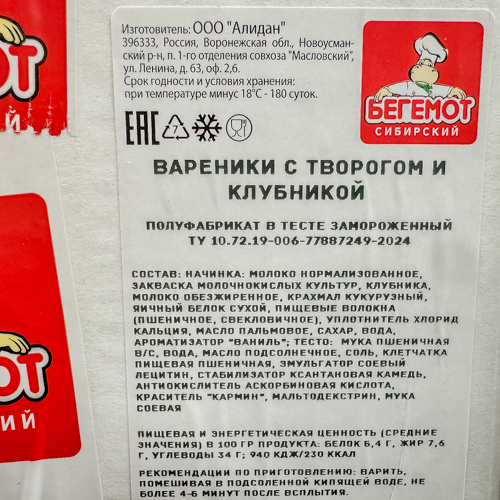 Изготовитель: ООО "Алидан"
396333, Россия, Воронежская обл., Новоусман-
ский р-н, п. 1-го отделения совхоза "Масловский",
ул. Ленина, д. 63, оф. 2,6.
Срок годности и условия хранения:
при температуре минус 18°С - 180 суток.
БЕГЕМОТ
СИБИРСКИЙ
ЕАС
7
ВАРЕНИКИ С ТВОРОГОМ И
КЛУБНИКОЙ
ПОЛУФАБРИКАТ В ТЕСТЕ ЗАМОРОЖЕННЫЙ
ТУ 10.72.19-006-77887249-2024
СОСТАВ: НАЧИНКА: МОЛОКО НОРМАЛИЗОВАННОЕ,
ЗАКВАСКА МОЛОЧНОКИСЛЫХ КУЛЬТУР, КЛУБНИКА,
МОЛОКО ОБЕЗЖИРЕННОЕ, КРАХМАЛ КУКУРУЗНЫЙ,
ЯИЧНЫЙ БЕЛОК СУХОЙ, ПИЩЕВЫЕ ВОЛОКНА
(ПШЕНИЧНОЕ, СВЕКЛОВИЧНОЕ), УПЛОТНИТЕЛЬ ХЛОРИД
КАЛЬЦИЯ, МАСЛО ПАЛЬМОВОЕ, САХАР, ВОДА,
АРОМАТИЗАТОР "ВАНИЛЬ"; ТЕСТО: МУКА ПШЕНИЧНАЯ
В/С, ВОДА, МАСЛО ПОДСОЛНЕЧНОЕ, СОЛЬ, КЛЕТЧАТКА
ПИЩЕВАЯ ПШЕНИЧНАЯ, ЭМУЛЬГАТОР СОЕВЫЙ
ЛЕЦИТИН, СТАБИЛИЗАТОР КСАНТАНОВАЯ КАМЕДЬ,
АНТИОКИСЛИТЕЛЬ АСКОРБИНОВАЯ КИСЛОТА,
КРАСИТЕЛЬ "КАРМИН", МАЛЬТОДЕКСТРИН, МУКА
СОЕВАЯ
ПИЩЕВАЯ И ЭНЕРГЕТИЧЕСКАЯ ЦЕННОСТЬ (СРЕДНИЕ
ЗНАЧЕНИЯ) В 100 ГР ПРОДУКТА: БЕЛОК 6,4 Г, ЖИР 7,6
Г, УГЛЕВОДЫ 34 Г; 940 КДЖ/230 ККАЛ
РЕКОМЕНДАЦИИ ПО ПРИГОТОВЛЕНИЮ: ВАРИТЬ,
ПОМЕШИВАЯ В ПОДСОЛЕННОЙ КИПЯЩЕЙ ВОДЕ, НЕ
БОЛЕЕ 4-6 МИНУТ ПОСЛЕ ВСПЛЫТИЯ.
ОТ
Й
МОТ
ИЙ